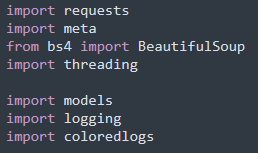 import requests
import meta
from bs4 import BeautifulSoup
import threading

import models
import logging
import coloredlogs